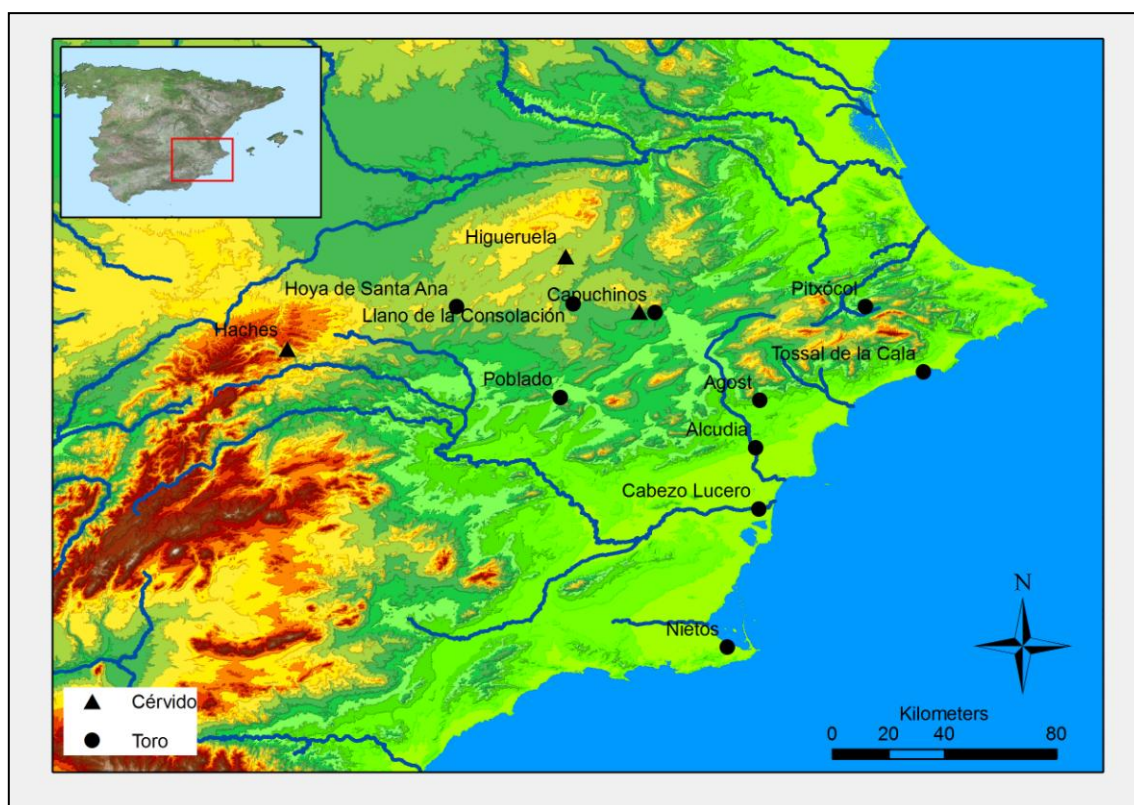 Higueruela
Hoya de Santa Ana
Capuchinos
Pitxócol
Llano de la Consolación
Haches
Tossal de la Cala
Poblado
Agost
Alcudia
Cabezo Lucero
N
Nietos
Cérvido
Toro
Kilometers
0 20 40 80